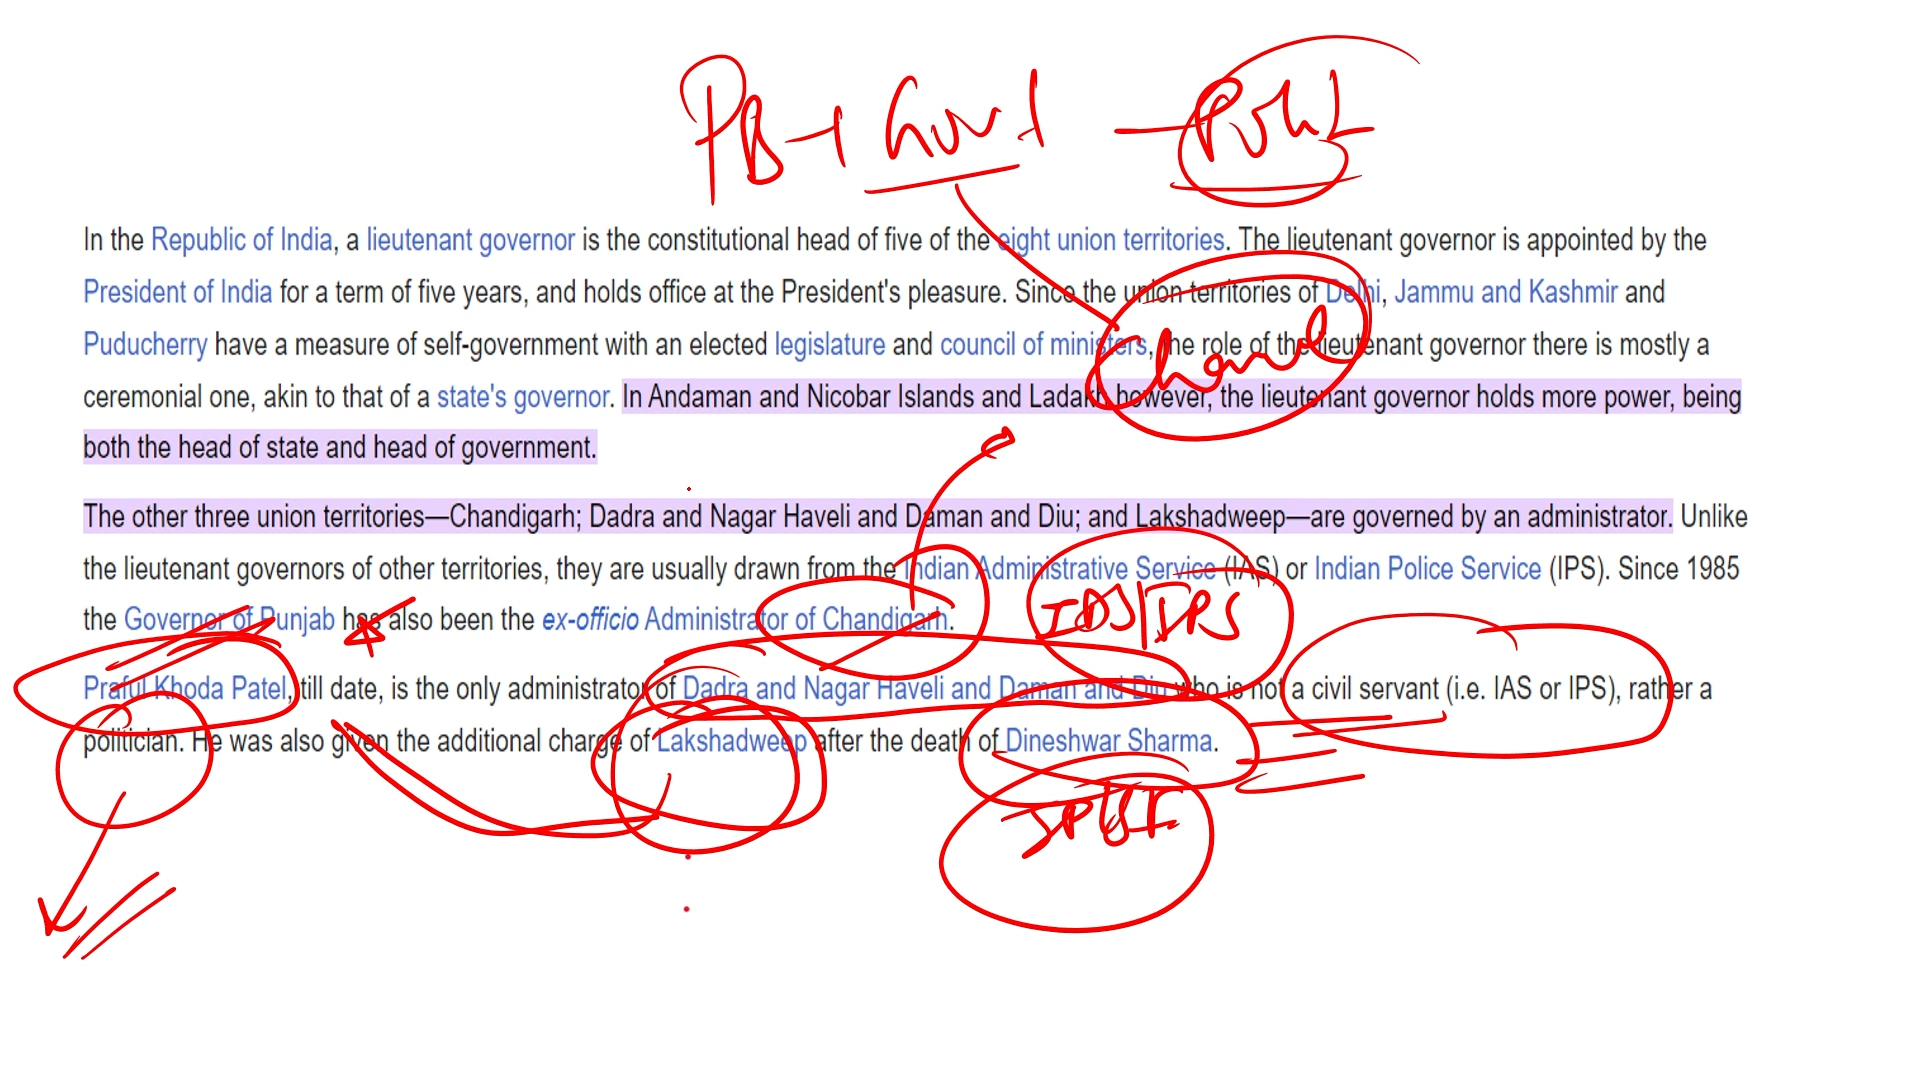 PB
In the Republic of India, a lieutenant governor is the constitutional head of five of the eight union territories. The lieutenant governor is appointed by the
President of India for a term of five years, and holds office at the President's pleasure. Since the union territories of Delhi, Jammu and Kashmir and
Puducherry have a measure of self-government with an elected legislature and council of ministers, the role of the lieutenant governor there is mostly a
ceremonial one, akin to that of a state's governor. In Andaman and Nicobar Islands and Ladakh however, the lieutenant governor holds more power, being
both the head of state and head of government.
The other three union territories—Chandigarh; Dadra and Nagar Haveli and Daman and Diu; and Lakshadweep—are governed by an administrator. Unlike
the lieutenant governors of other territories, they are usually drawn from the Indian Administrative Service (IAS) or Indian Police Service (IPS). Since 1985
the Governor of Punjab has also been the ex-officio Administrator of Chandigarh.
IAS/IPS
Praful Khoda Patel, till date, is the only administrator of Dadra and Nagar Haveli and Daman and Diu who is not a civil servant (i.e. IAS or IPS), rather a
politician. He was also given the additional charge of Lakshadweep after the death of Dineshwar Sharma.